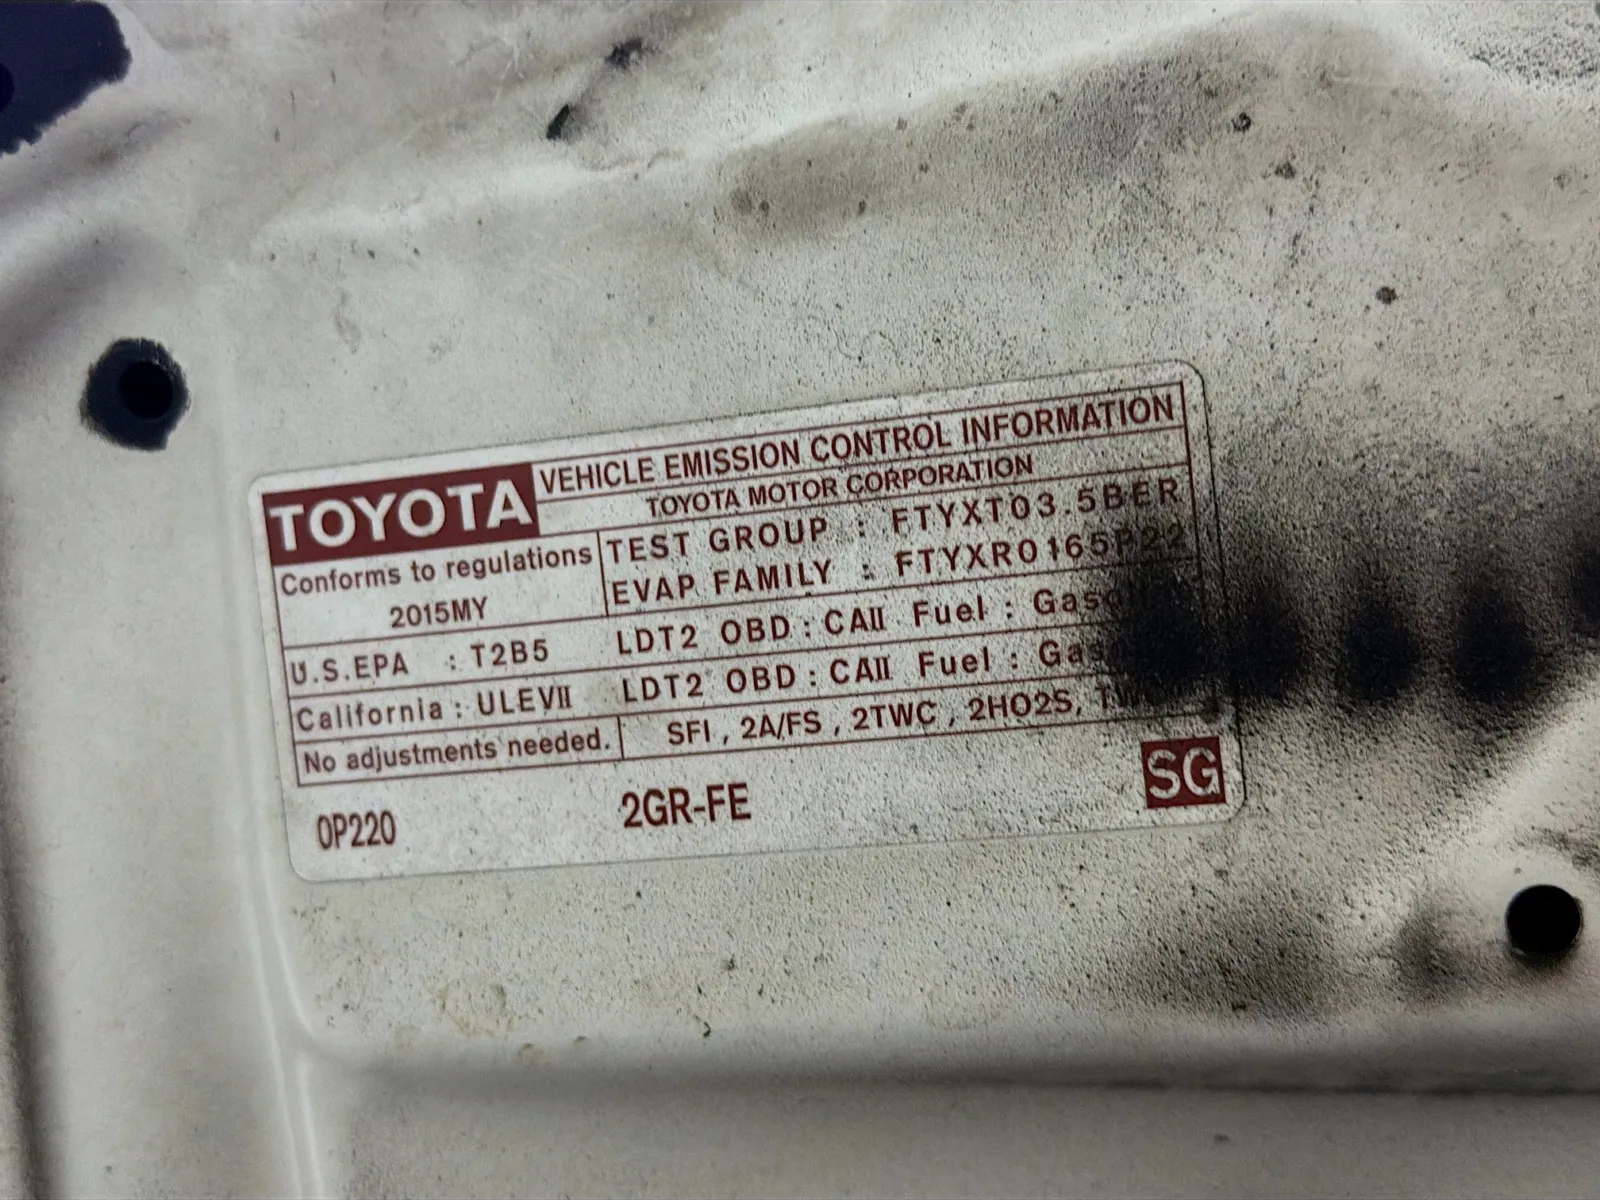 TOYOTA VEHICLE EMISSION CONTROL INFORMATION
TOYOTA MOTOR CORPORATION
Conforms to regulations
2015MY
TEST GROUP : FTYXT03.5BER
EVAP FAMILY : FTYXR0165P22
U.S.EPA : T2B5 LDT2 OBD : CAII Fuel :
California : ULEVII LDT2 OBD : CAII Fuel :
No adjustments needed. SFI , 2A/FS , 2TWC , 2HO2S,
0P220 2GR-FE SG